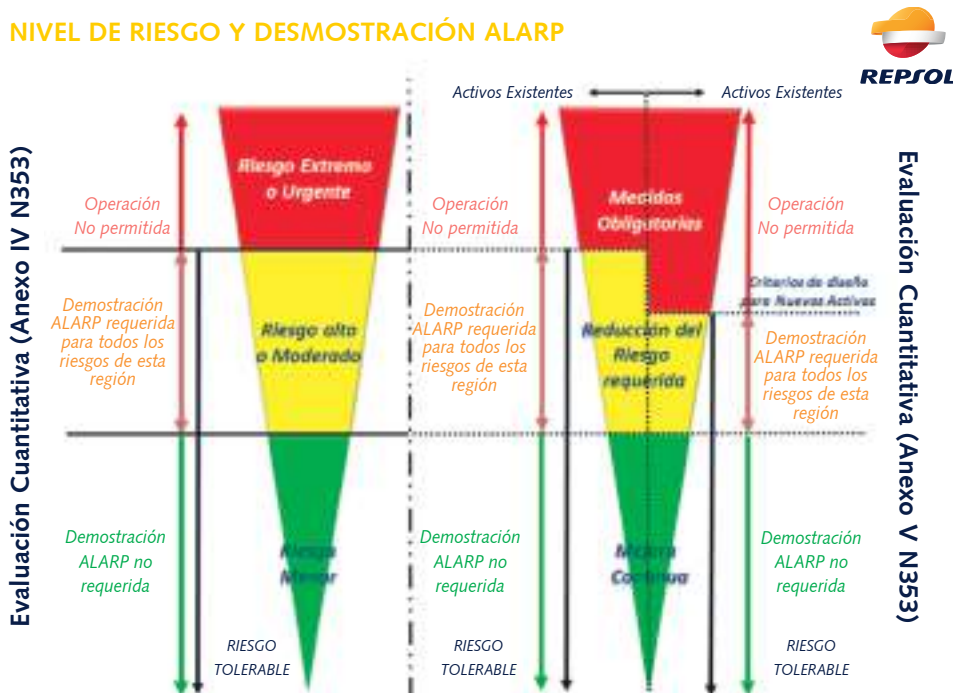 NIVEL DE RIESGO Y DESMOSTRACIÓN ALARP
REPSOL
Evaluación Cuantitativa (Anexo IV N353)
Operación
No permitida
Demostración
ALARP requerida
para todos los
riesgos de esta
región
Demostración
ALARP no
requerida
RIESGO
TOLERABLE
Riesgo Extremo
o Urgente
Riesgo alto
o Moderado
Riesgo
Menor
Activos Existentes
Activos Existentes
Operación
No permitida
Demostración
ALARP requerida
para todos los
riesgos de esta
región
Demostración
ALARP no
requerida
RIESGO
TOLERABLE
Medidas
Obligatorias
Reducción del
Riesgo
requerida
Mejora
Continua
Operación
No permitida
Criterios de diseño
para Nuevos Activos
Demostración
ALARP requerida
para todos los
riesgos de esta
región
Demostración
ALARP no
requerida
RIESGO
TOLERABLE
Evaluación Cuantitativa (Anexo V N353)